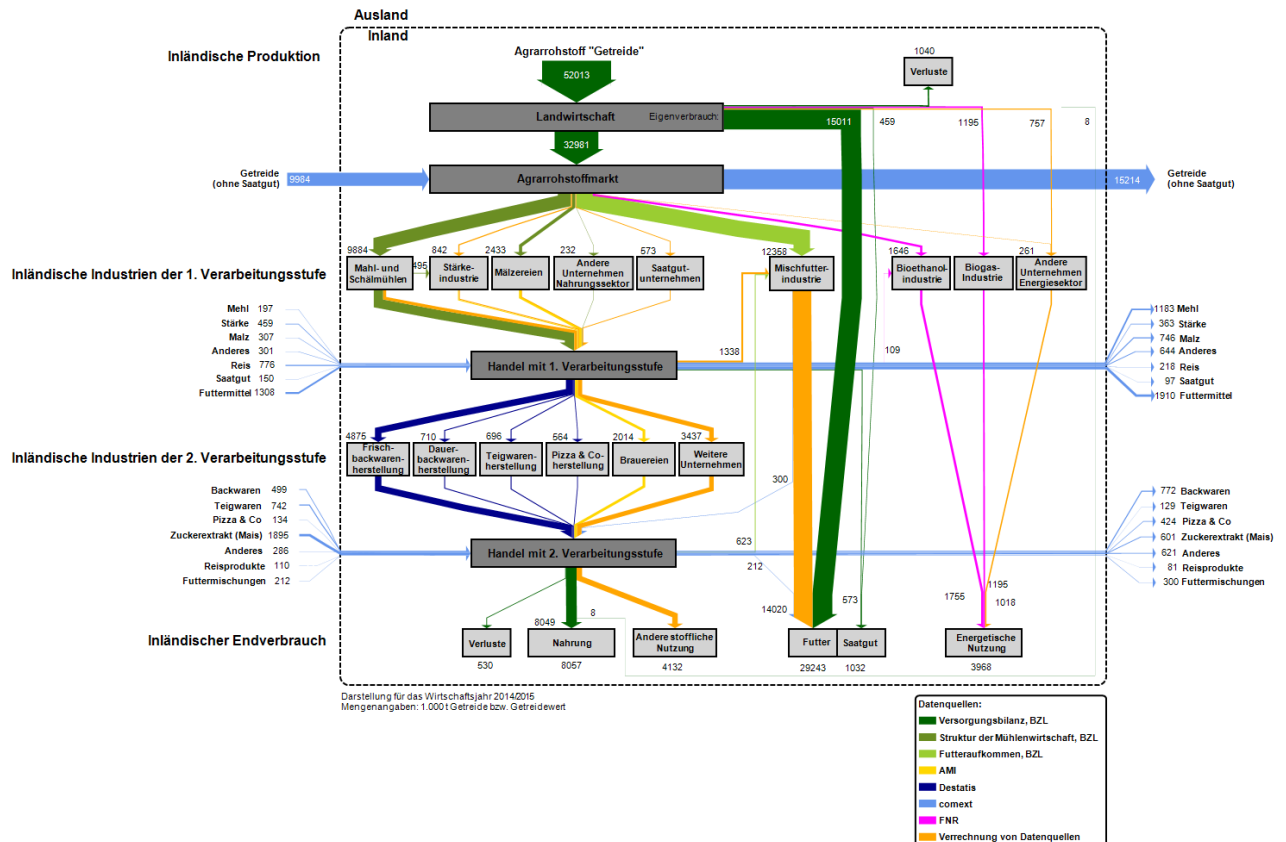 Ausland
Inland
Inländische Produktion
Agrarrohstoff "Getreide"
52013
1040
Verluste
Landwirtschaft
Eigenverbrauch:
15011
459
1195
757
8
32981
Getreide
(ohne Saatgut)
9984
Agrarrohstoffmarkt
15214
Getreide
(ohne Saatgut)
Inländische Industrien der 1. Verarbeitungsstufe
9884
842
2433
232
573
12358
1646
261
Mahl- und
Schälmühlen
495
Stärke-
industrie
Mälzereien
Andere
Unternehmen
Nahrungssektor
Saatgut-
unternehmen
Mischfutter-
industrie
Bioethanol-
industrie
Biogas-
Industrie
Andere
Unternehmen
Energiesektor
Mehl 197
Stärke 459
Malz 307
Anderes 301
Reis 776
Saatgut 150
Futtermittel 1308
Handel mit 1. Verarbeitungsstufe
1338
109
1183 Mehl
363 Stärke
746 Malz
644 Anderes
218 Reis
97 Saatgut
1910 Futtermittel
Inländische Industrien der 2. Verarbeitungsstufe
4875
710
696
564
2014
3437
Frisch-
backwaren-
herstellung
Dauer-
backwaren-
herstellung
Teigwaren-
herstellung
Pizza & Co-
herstellung
Brauereien
Weitere
Unternehmen
300
Backwaren 499
Teigwaren 742
Pizza & Co 134
Zuckerextrakt (Mais) 1895
Anderes 286
Reisprodukte 110
Futtermischungen 212
Handel mit 2. Verarbeitungsstufe
623
212
772 Backwaren
129 Teigwaren
424 Pizza & Co
601 Zuckerextrakt (Mais)
621 Anderes
81 Reisprodukte
300 Futtermischungen
Inländischer Endverbrauch
8049
8
14020
573
1755
1195
1018
Verluste
530
Nahrung
8057
Andere stoffliche
Nutzung
4132
Futter
29243
Saatgut
1032
Energetische
Nutzung
3968
Darstellung für das Wirtschaftsjahr 2014/2015
Mengenangaben: 1.000 t Getreide bzw. Getreidewert
Datenquellen:
Versorgungsbilanz, BZL
Struktur der Mühlenwirtschaft, BZL
Futteraufkommen, BZL
AMI
Destatis
comext
FNR
Verrechnung von Datenquellen